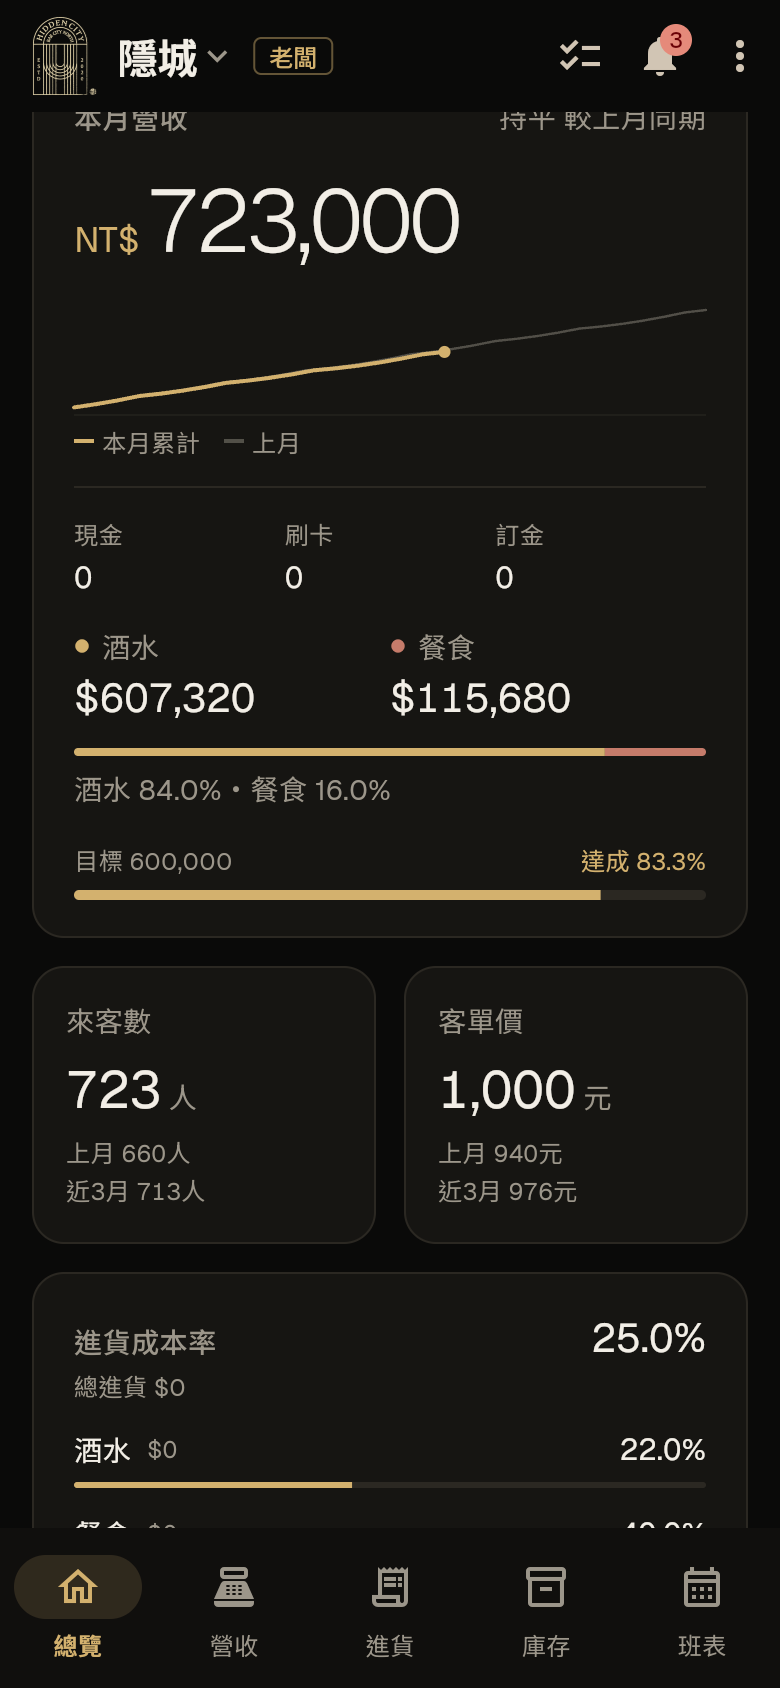 HIDDENCITY
隱城
老闆
3
本月營收
持平 較上月同期
NT$ 723,000
本月累計 上月
現金 刷卡 訂金
0 0 0
酒水 餐食
$607,320 $115,680
酒水 84.0%・餐食 16.0%
目標 600,000 達成 83.3%
來客數
723 人
上月 660人
近3月 713人
客單價
1,000 元
上月 940元
近3月 976元
進貨成本率 25.0%
總進貨 $0
酒水 $0 22.0%
總覽 營收 進貨 庫存 班表